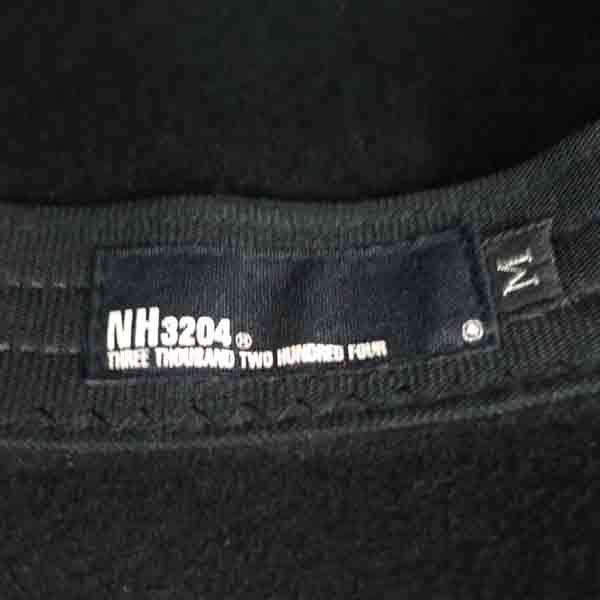 NH3204®
THREE THOUSAND TWO HUNDRED FOUR
M